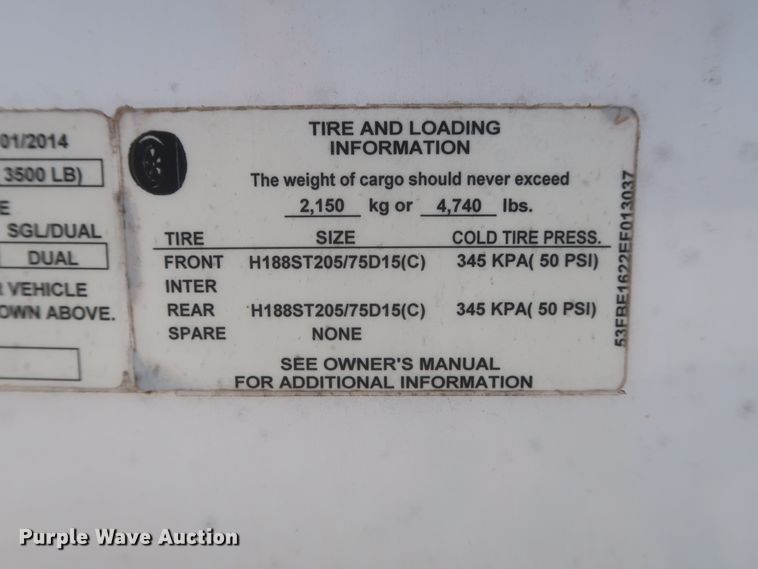 01/2014
3500 LB)
E
SGL/DUAL
DUAL
VEHICLE
OWN ABOVE.
TIRE AND LOADING
INFORMATION
The weight of cargo should never exceed
2,150 kg or 4,740 lbs.
TIRE SIZE COLD TIRE PRESS.
FRONT H188ST205/75D15(C) 345 KPA( 50 PSI)
INTER
REAR H188ST205/75D15(C) 345 KPA( 50 PSI)
SPARE NONE
SEE OWNER'S MANUAL
FOR ADDITIONAL INFORMATION
53FBE1622EF013037
Purple Wave Auction